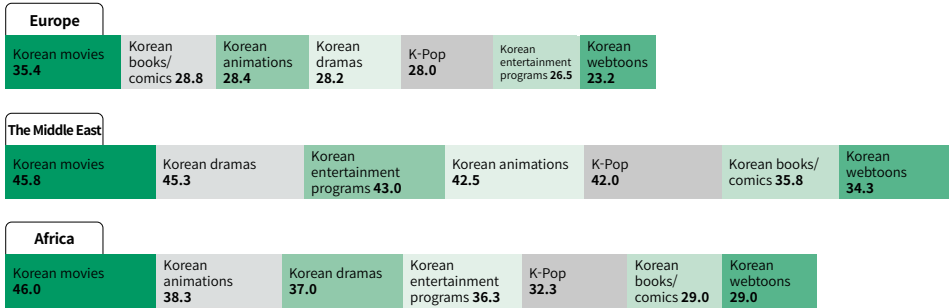 Europe
Korean movies
35.4
Korean
books/
comics 28.8
Korean
animations
28.4
Korean
dramas
28.2
K-Pop
28.0
Korean
entertainment
programs 26.5
Korean
webtoons
23.2
The Middle East
Korean movies
45.8
Korean dramas
45.3
Korean
entertainment
programs 43.0
Korean animations
42.5
K-Pop
42.0
Korean books/
comics 35.8
Korean
webtoons
34.3
Africa
Korean movies
46.0
Korean
animations
38.3
Korean dramas
37.0
Korean
entertainment
programs 36.3
K-Pop
32.3
Korean
books/
comics 29.0
Korean
webtoons
29.0